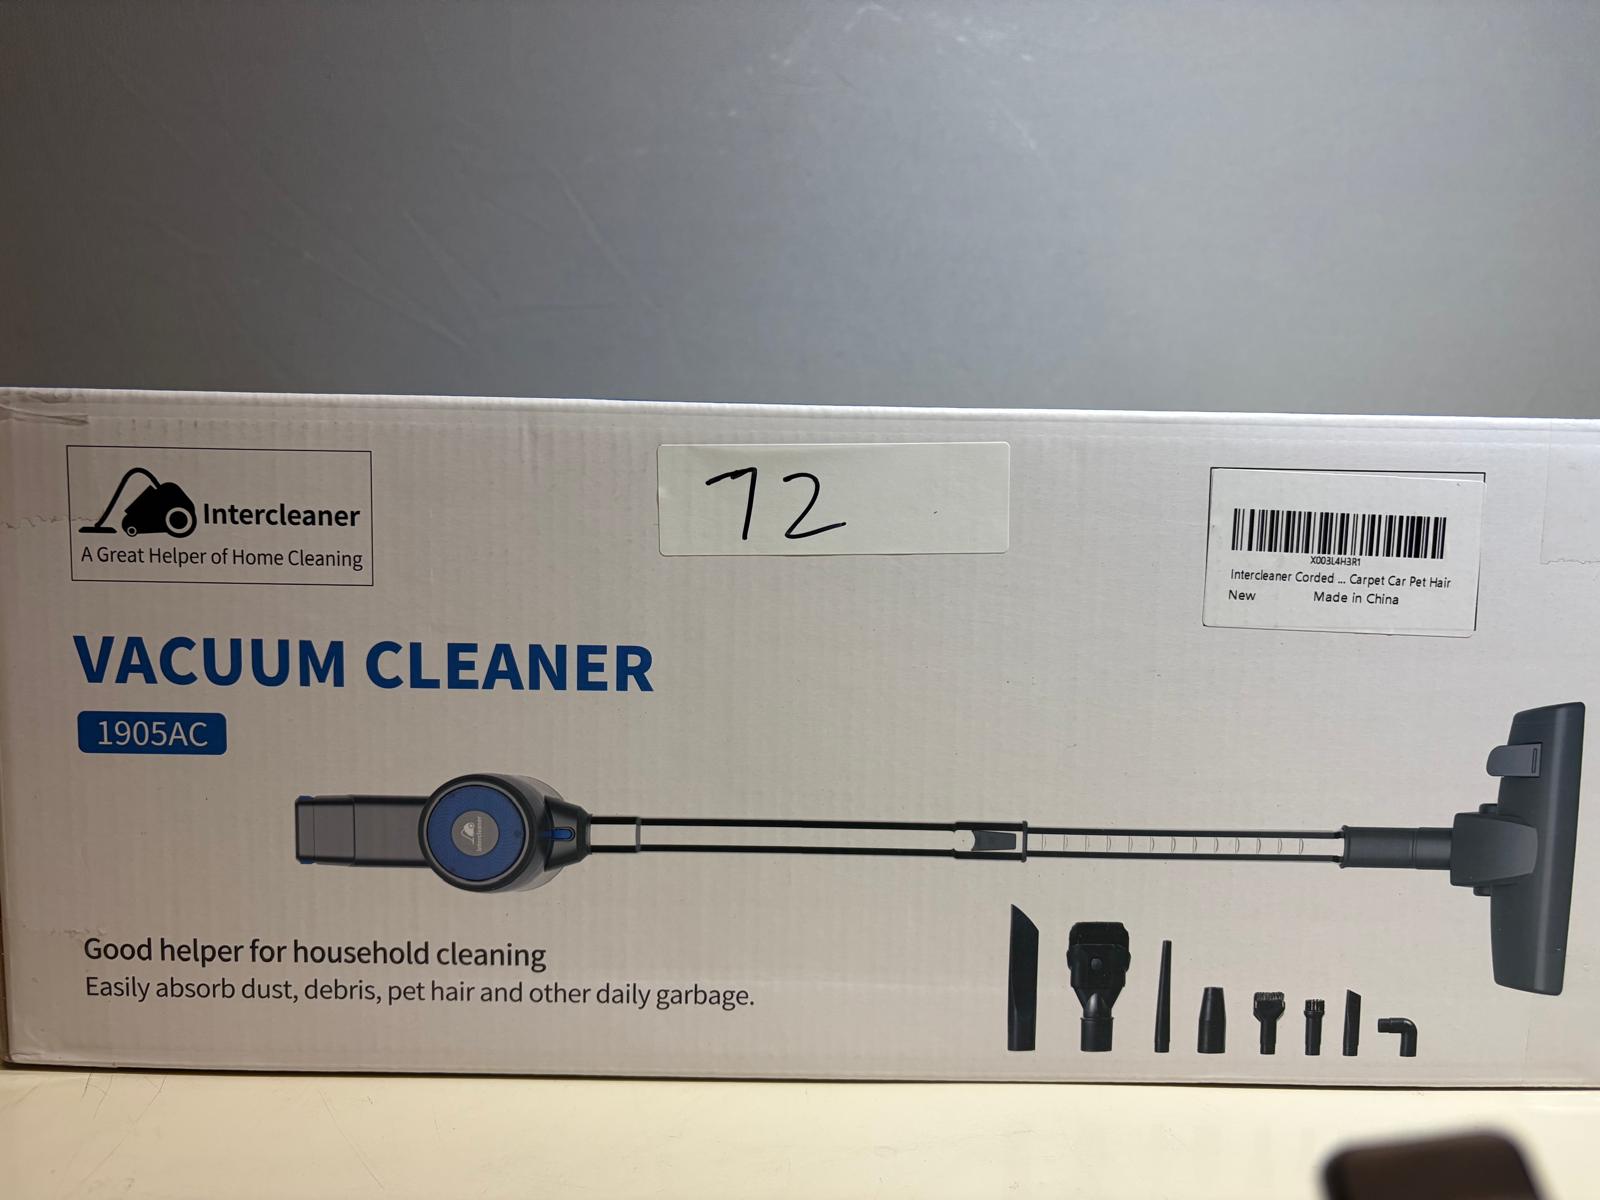 Intercleaner
A Great Helper of Home Cleaning
72
X003L4H3R1
Intercleaner Corded ... Carpet Car Pet Hair
New Made in China
VACUUM CLEANER
1905AC
Intercleaner
Good helper for household cleaning
Easily absorb dust, debris, pet hair and other daily garbage.